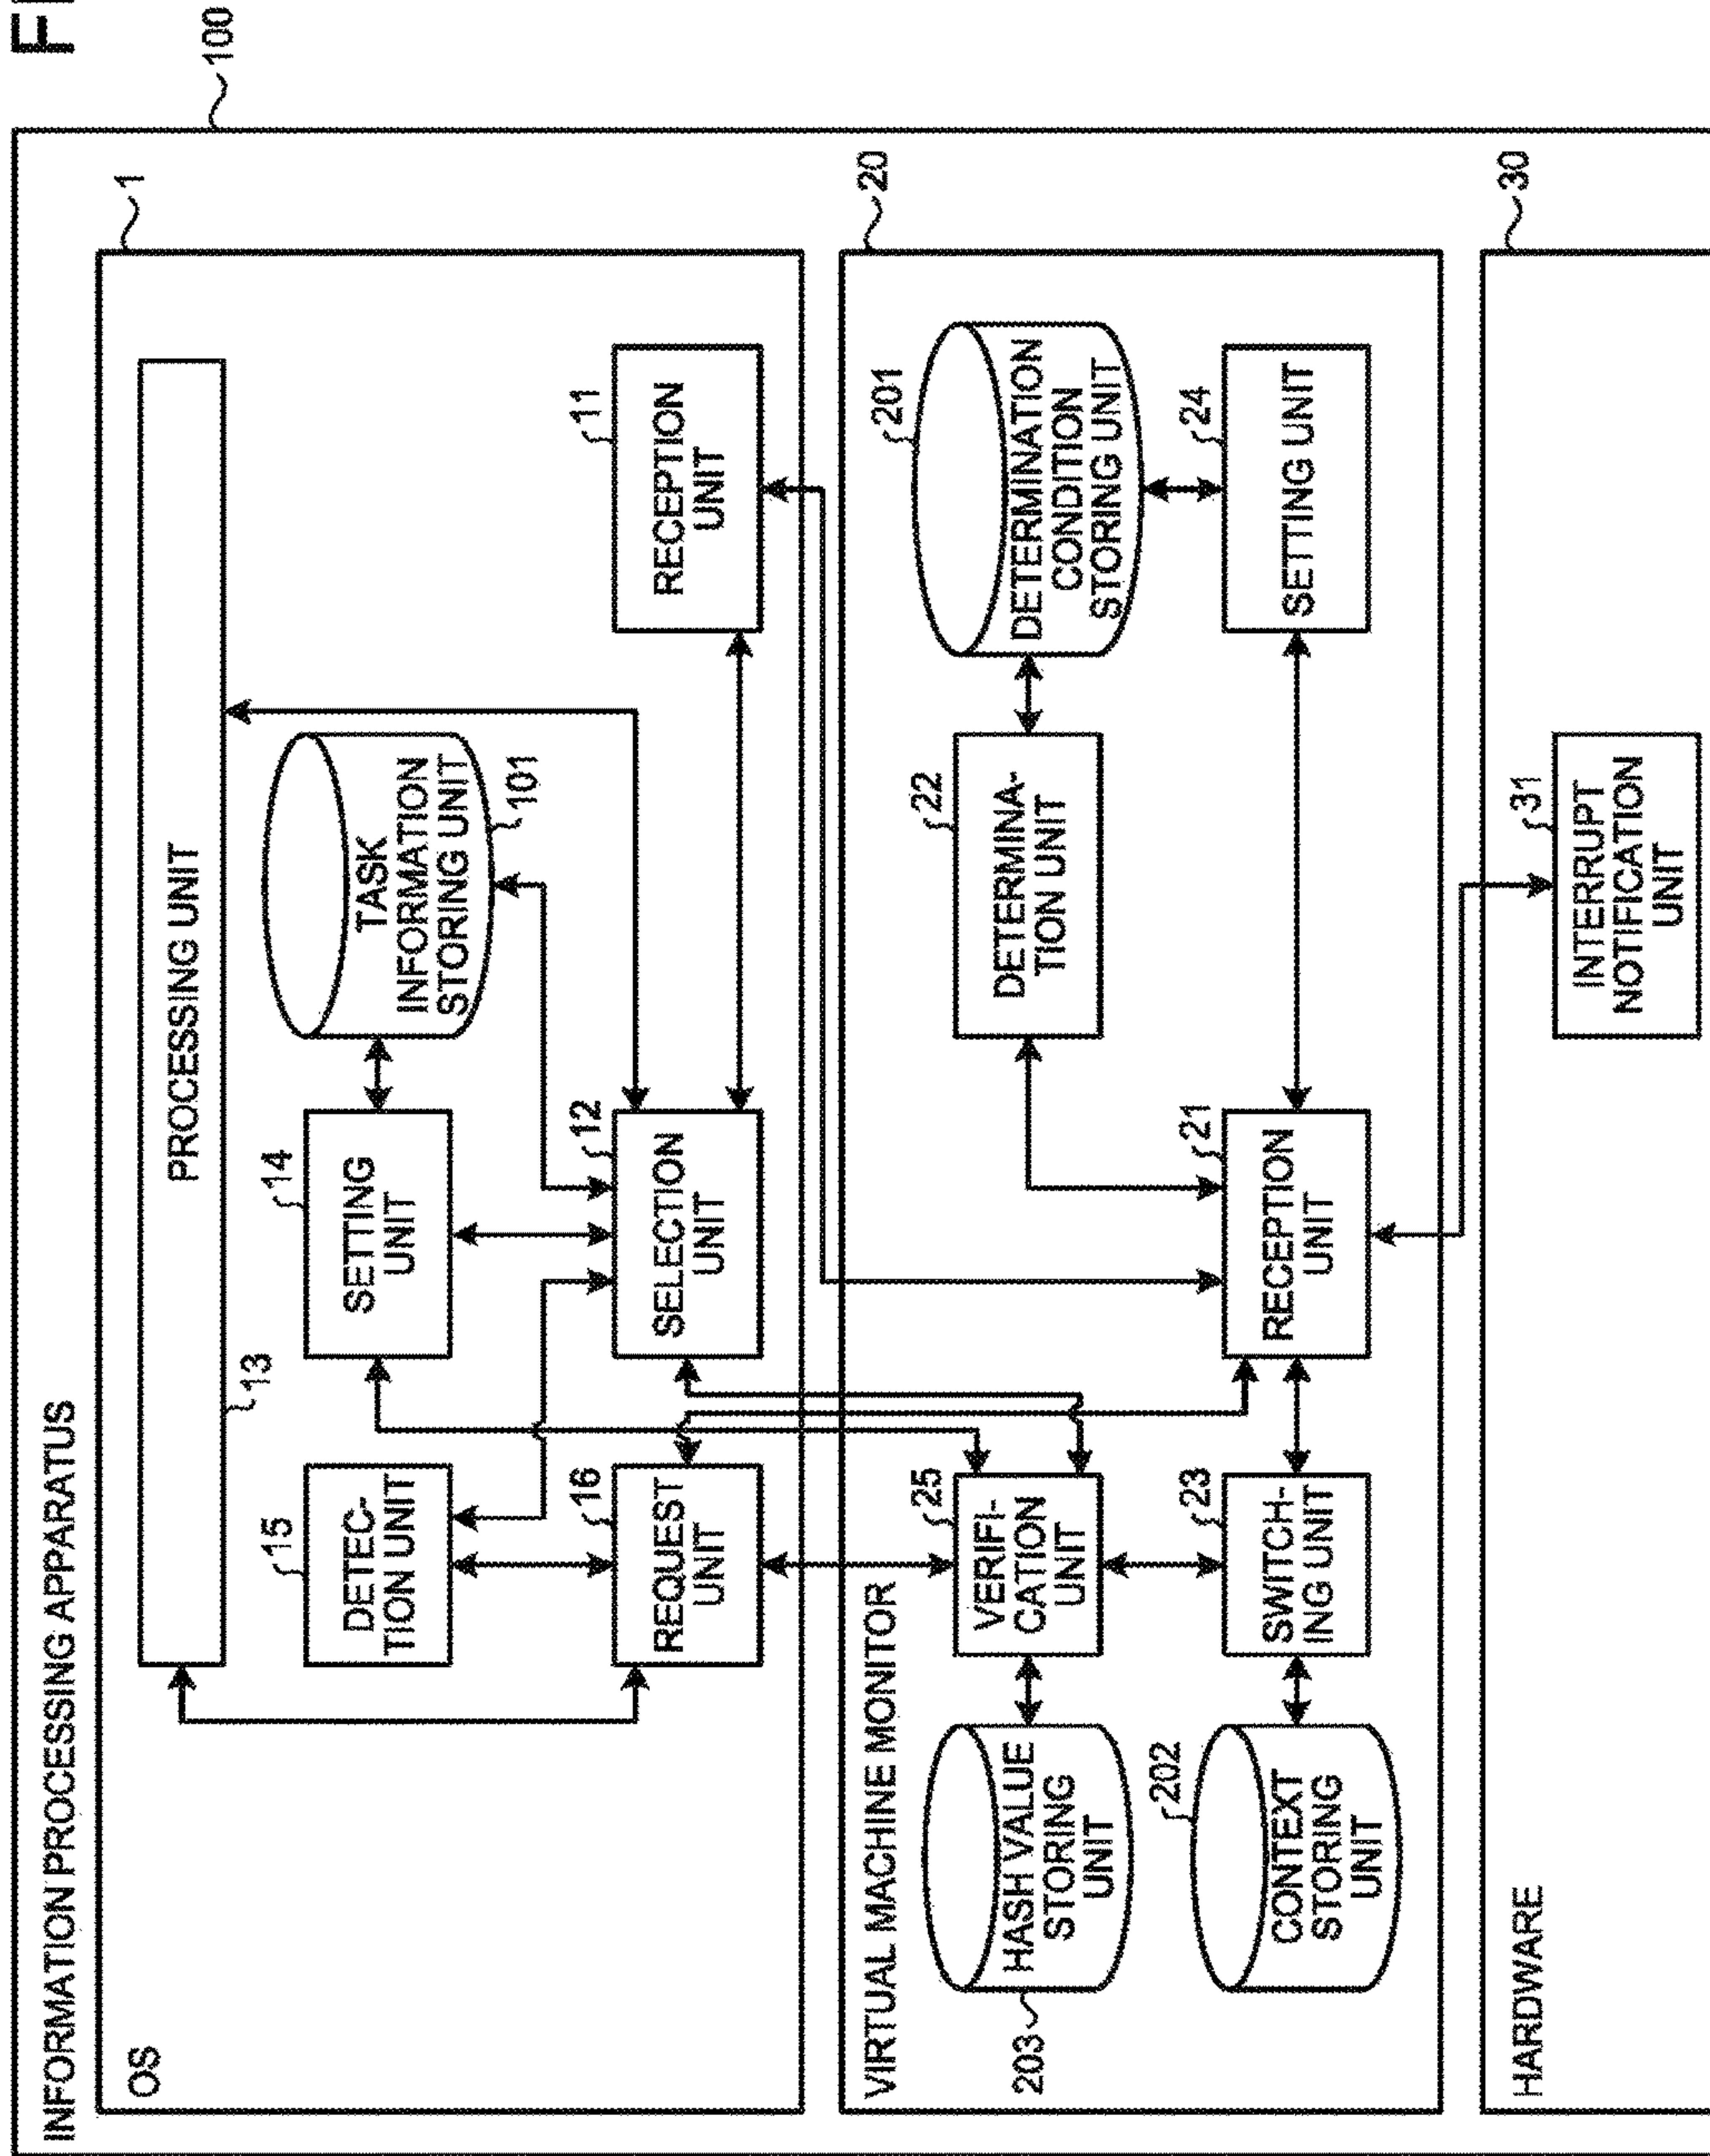 F
100
INFORMATION PROCESSING APPARATUS
1
OS
PROCESSING UNIT
13
15
DETEC-
TION UNIT
14
SETTING
UNIT
TASK
INFORMATION
STORING UNIT
101
16
REQUEST
UNIT
12
SELECTION
UNIT
11
RECEPTION
UNIT
20
VIRTUAL MACHINE MONITOR
203
HASH VALUE
STORING
UNIT
25
VERIFI-
CATION
UNIT
22
DETERMINA-
TION UNIT
201
DETERMINATION
CONDITION
STORING UNIT
202
CONTEXT
STORING
UNIT
23
SWITCH-
ING UNIT
21
RECEPTION
UNIT
24
SETTING UNIT
30
HARDWARE
31
INTERRUPT
NOTIFICATION
UNIT